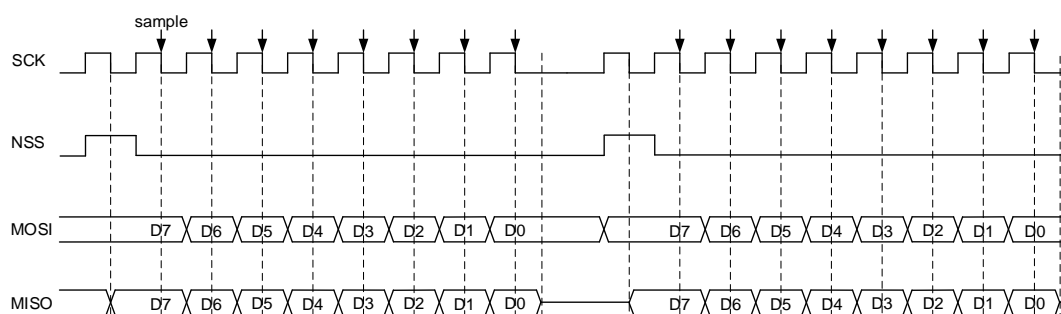 sample
SCK
NSS
MOSI D7 D6 D5 D4 D3 D2 D1 D0 D7 D6 D5 D4 D3 D2 D1 D0
MISO D7 D6 D5 D4 D3 D2 D1 D0 D7 D6 D5 D4 D3 D2 D1 D0